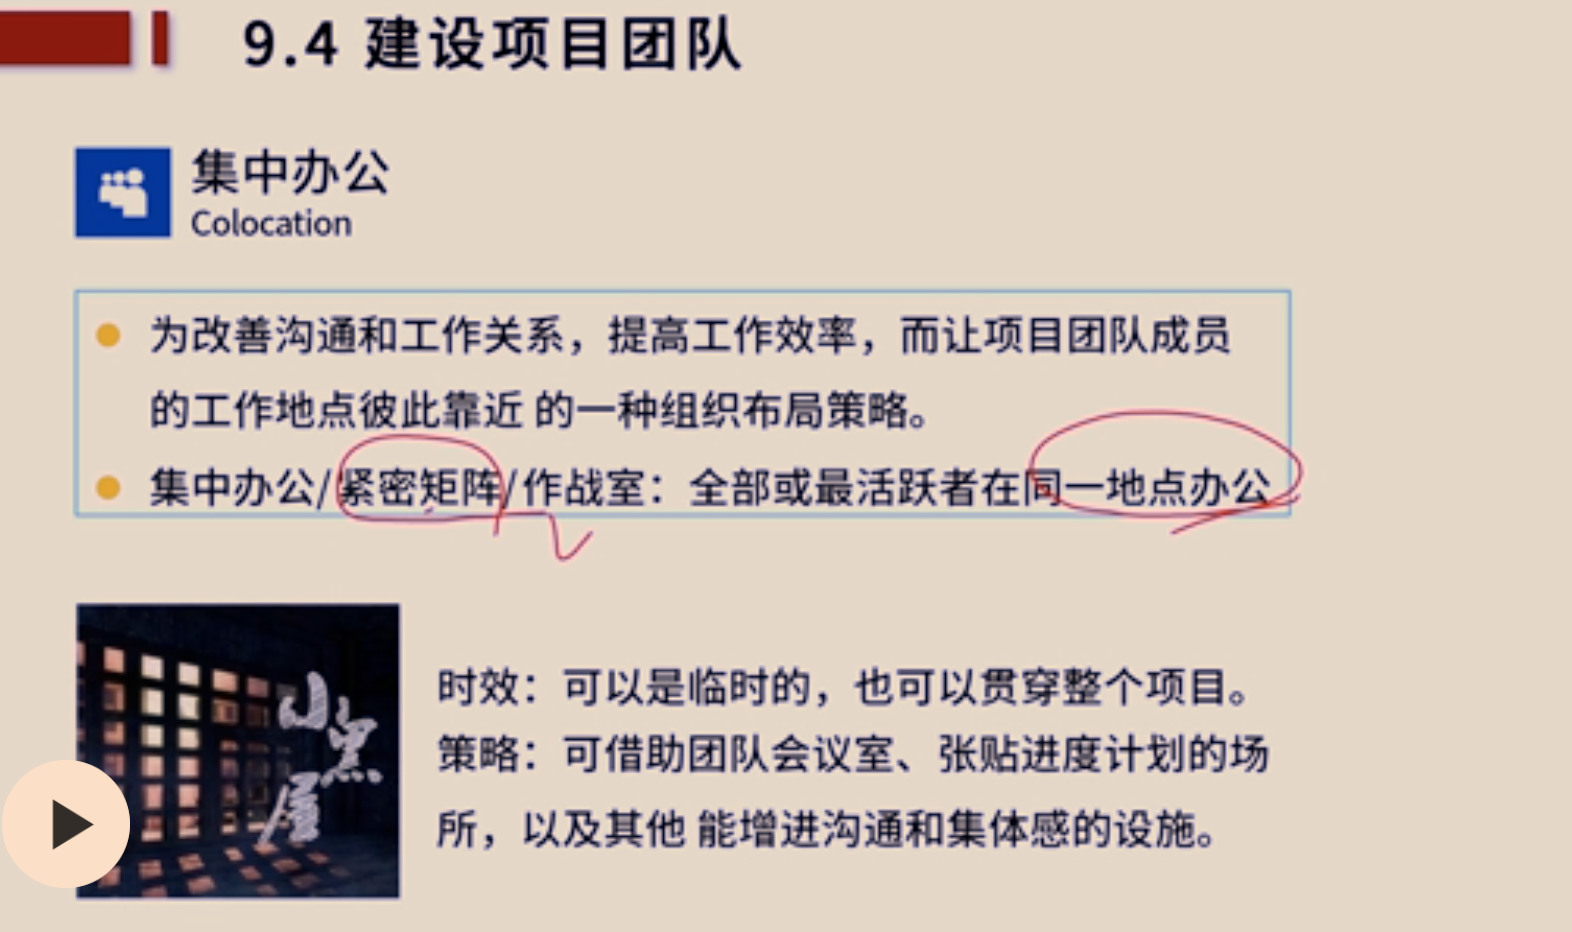 9.4 建设项目团队
集中办公
Colocation
为改善沟通和工作关系，提高工作效率，而让项目团队成员
的工作地点彼此靠近 的一种组织布局策略。
集中办公/紧密矩阵/作战室：全部或最活跃者在同一地点办公
小黑屋
时效：可以是临时的，也可以贯穿整个项目。
策略：可借助团队会议室、张贴进度计划的场
所，以及其他 能增进沟通和集体感的设施。